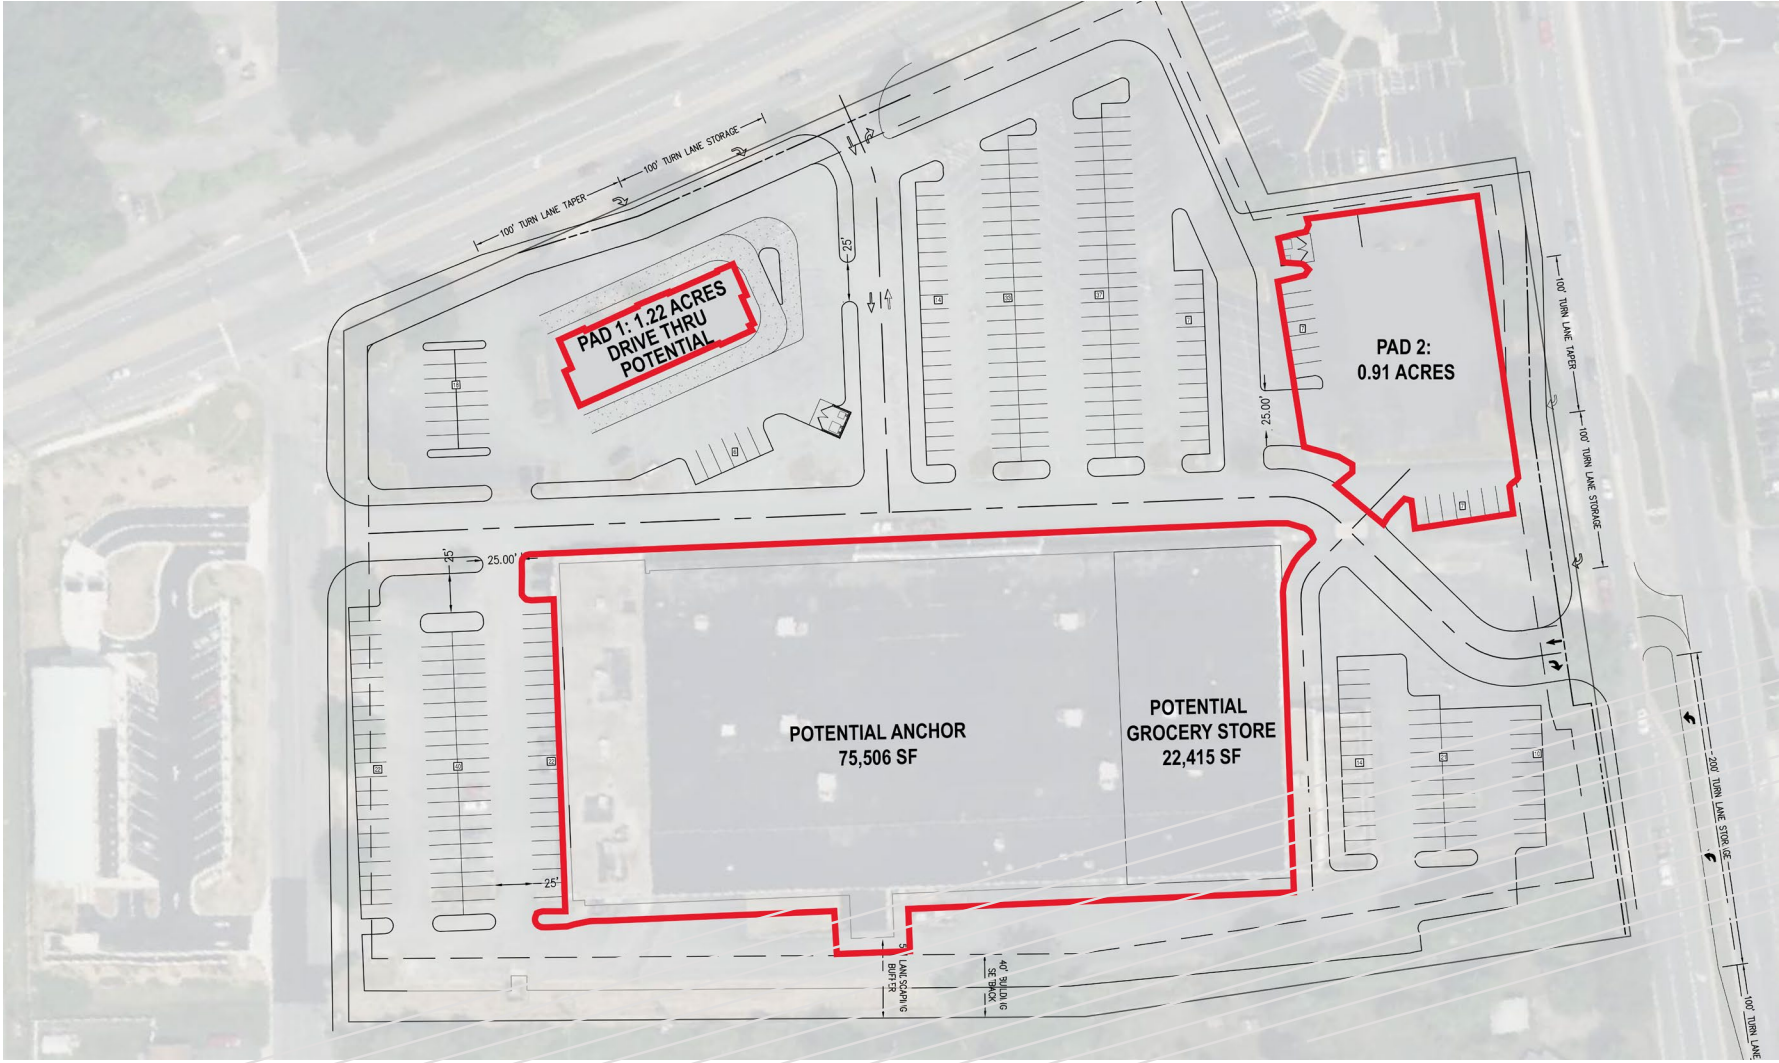 100' TURN LANE STORAGE
100' TURN LANE TAPER
25'
PAD 1: 1.22 ACRES
DRIVE THRU
POTENTIAL
PAD 2:
0.91 ACRES
100' TURN LANE TAPER
100' TURN LANE STORAGE
25.00'
25'
25.00'
POTENTIAL ANCHOR
75,506 SF
POTENTIAL
GROCERY STORE
22,415 SF
25'
200' TURN LANE STORAGE
LANDSCAPING
BUFFER
40' BUILDING
SETBACK
100' TURN LANE